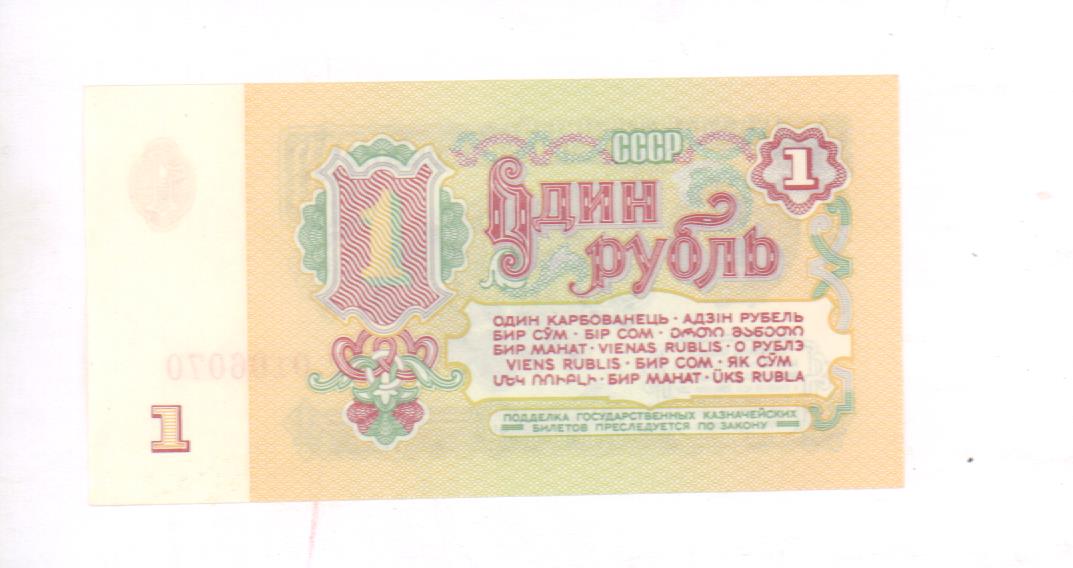 СССР
1
1
Один
рубль
ОДИН КАРБОВАНЕЦЬ · АДЗІН РУБЕЛЬ
БИР СЎМ · БІР СОМ · ᲔᲠᲗᲘ ᲛᲐᲜᲔᲗᲘ
БИР МАНАТ · VIENAS RUBLIS · О РУБЛЭ
VIENS RUBLIS · БИР СОМ · ЯК СЎМ
ՄԵԿ ՌՈՒԲԼԻ · БИР МАНАТ · ÜKS RUBLA
ПОДДЕЛКА ГОСУДАРСТВЕННЫХ КАЗНАЧЕЙСКИХ
БИЛЕТОВ ПРЕСЛЕДУЕТСЯ ПО ЗАКОНУ
1